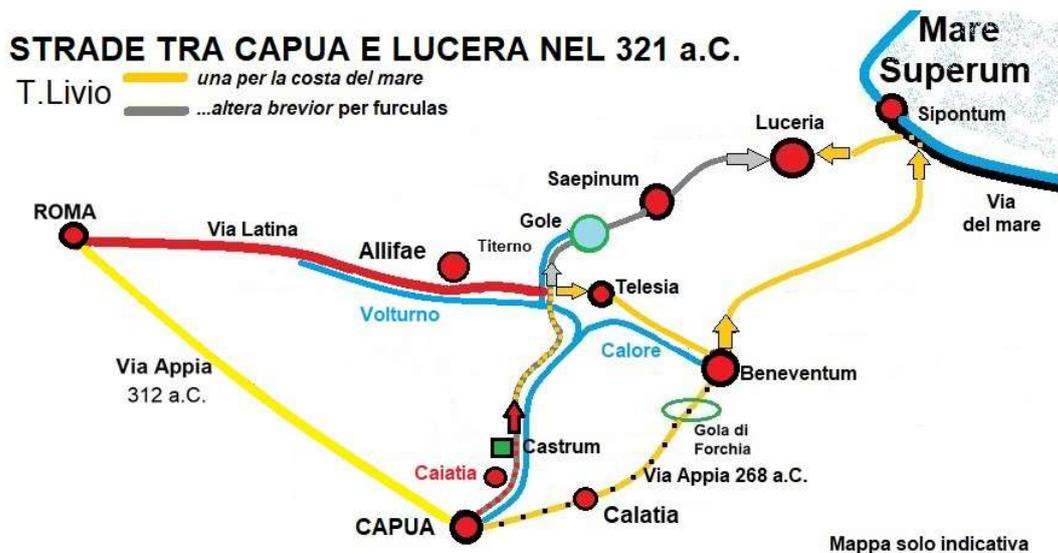 STRADE TRA CAPUA E LUCERA NEL 321 a.C.
T.Livio
una per la costa del mare
...altera brevior per furculas
Mare
Superum
Sipontum
Luceria
Via
del mare
Saepinum
ROMA
Via Latina
Gole
Allifae
Titerno
Telesia
Volturno
Calore
Via Appia
312 a.C.
Beneventum
Gola di
Forchia
Castrum
Caiatia
Via Appia 268 a.C.
CAPUA
Calatia
Mappa solo indicativa